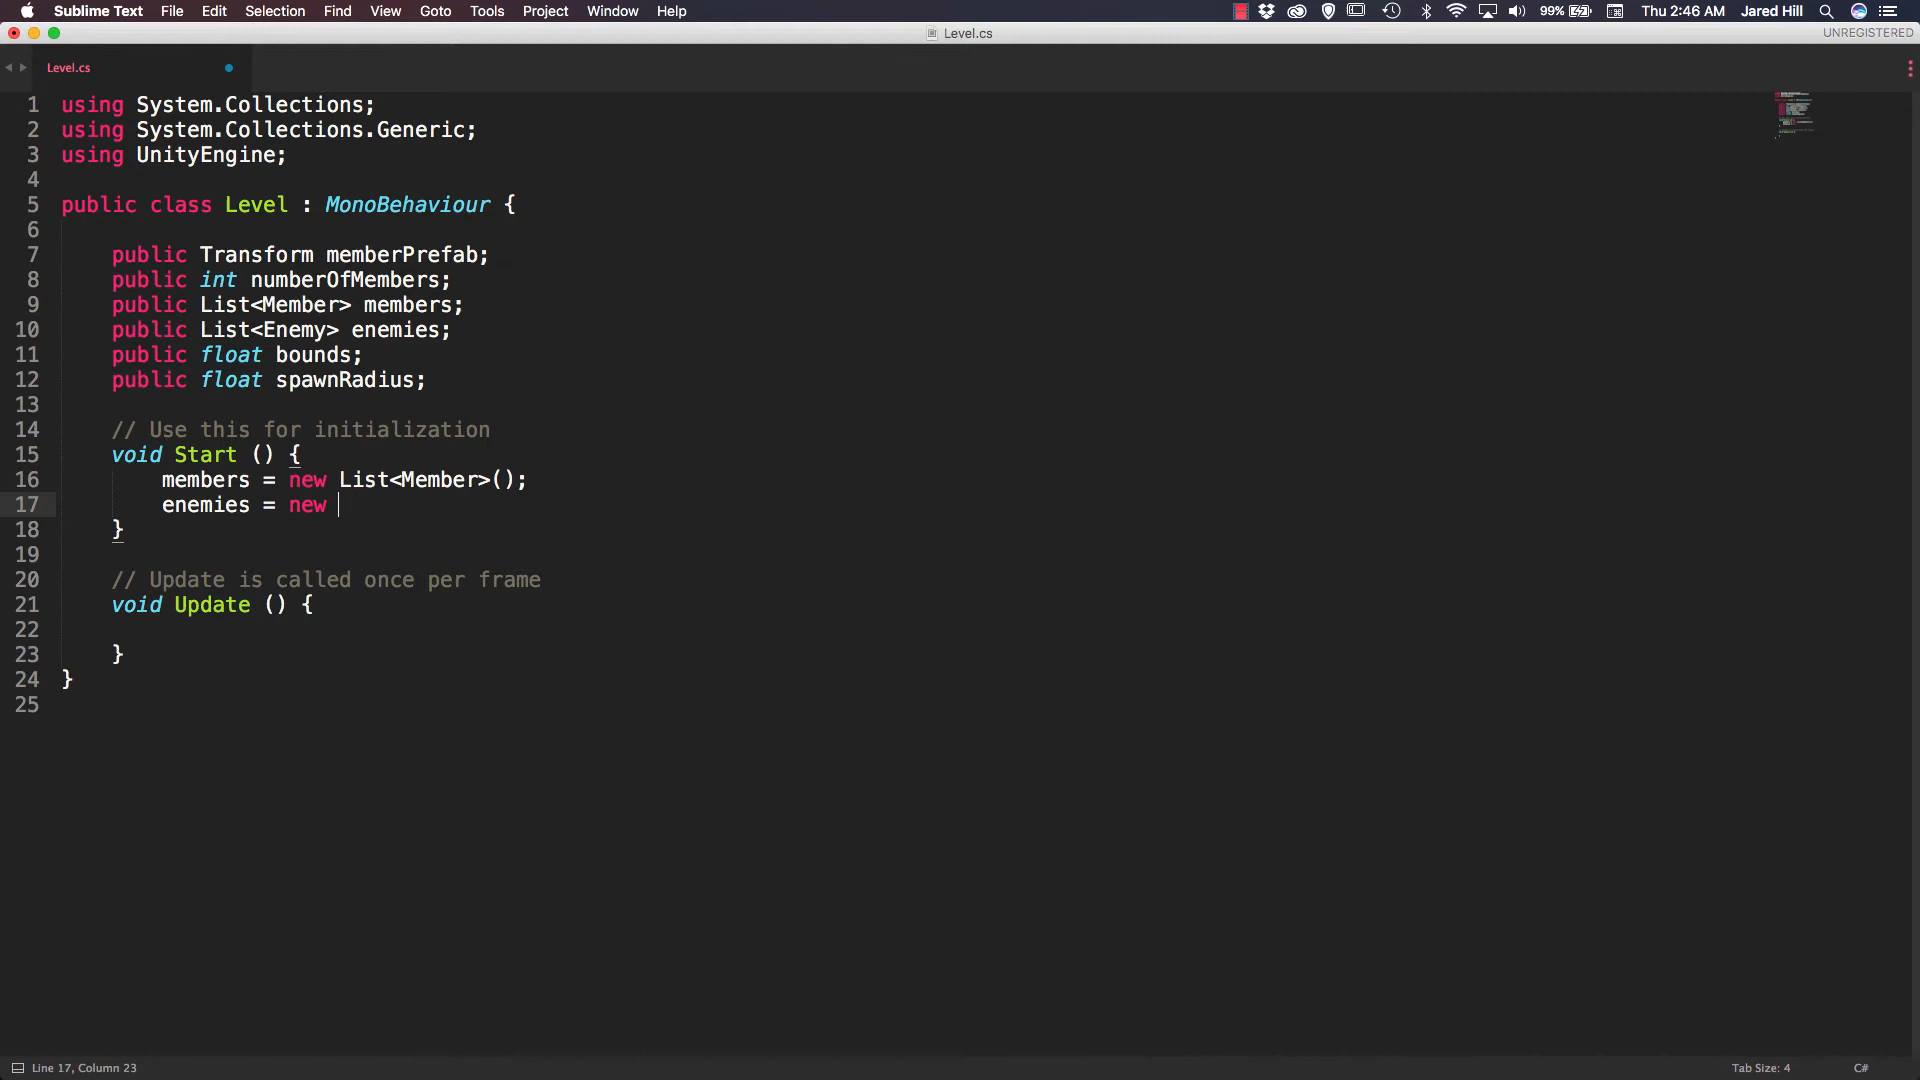 Sublime Text File Edit Selection Find View Goto Tools Project Window Help 99% Thu 2:46 AM Jared Hill
Level.cs UNREGISTERED
Level.cs
1 using System.Collections;
2 using System.Collections.Generic;
3 using UnityEngine;
4
5 public class Level : MonoBehaviour {
6
7 public Transform memberPrefab;
8 public int numberOfMembers;
9 public List<Member> members;
10 public List<Enemy> enemies;
11 public float bounds;
12 public float spawnRadius;
13
14 // Use this for initialization
15 void Start () {
16 members = new List<Member>();
17 enemies = new
18 }
19
20 // Update is called once per frame
21 void Update () {
22
23 }
24 }
25
Line 17, Column 23 Tab Size: 4 C#